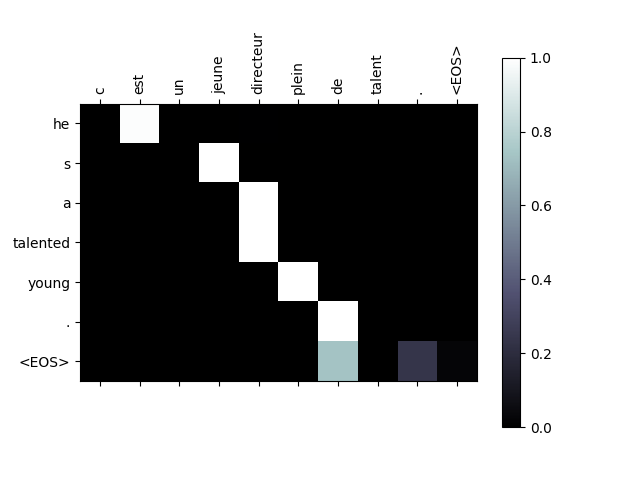 c est un jeune directeur plein de talent . <EOS>
he
s
a
talented
young
.
<EOS>
1.0
0.8
0.6
0.4
0.2
0.0